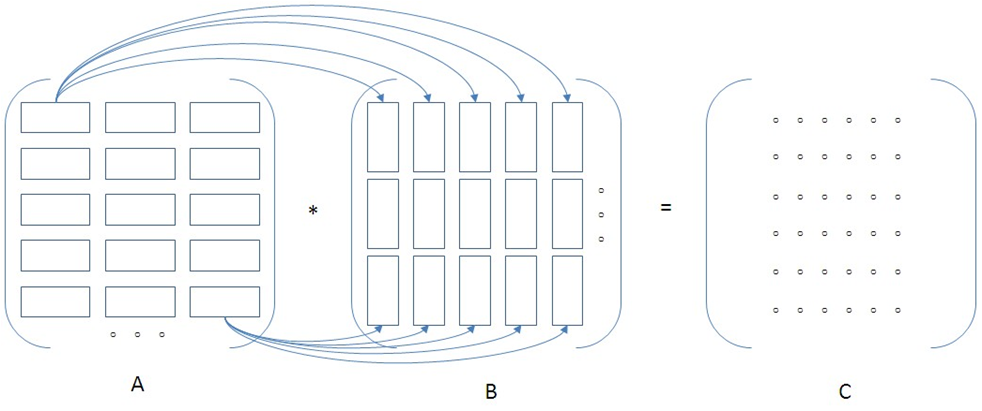 * =
A B C